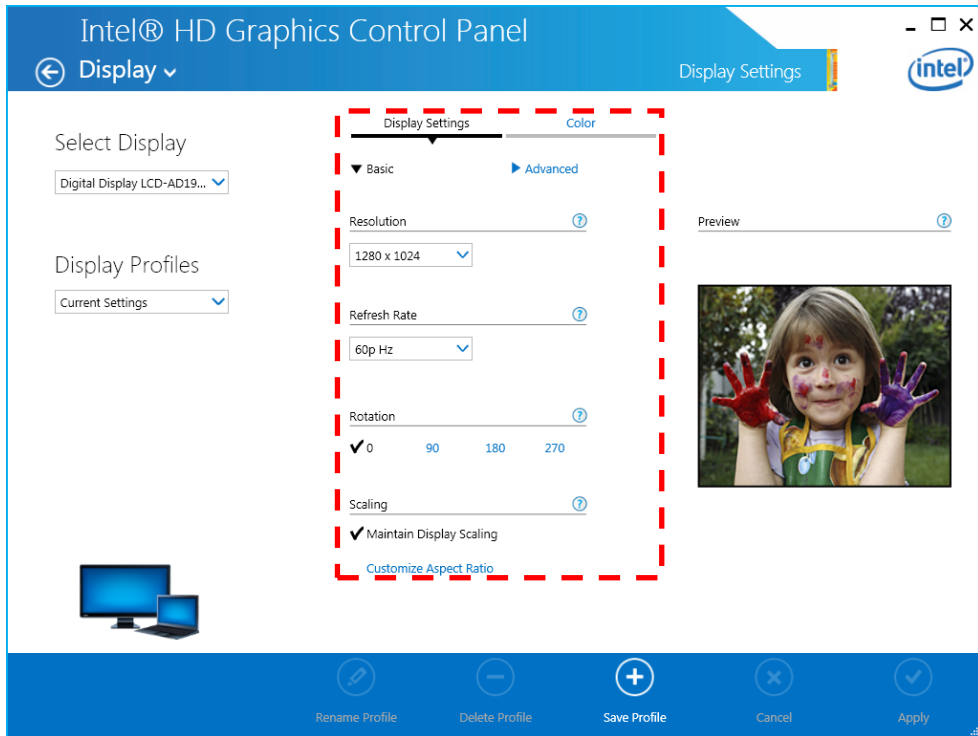 Intel® HD Graphics Control Panel
Display
Display Settings
intel
Select Display
Digital Display LCD-AD19...
Display Profiles
Current Settings
Display Settings
Color
Basic
Advanced
Resolution ?
1280 x 1024
Refresh Rate ?
60p Hz
Rotation ?
0 90 180 270
Scaling ?
Maintain Display Scaling
Customize Aspect Ratio
Preview ?
Rename Profile
Delete Profile
Save Profile
Cancel
Apply